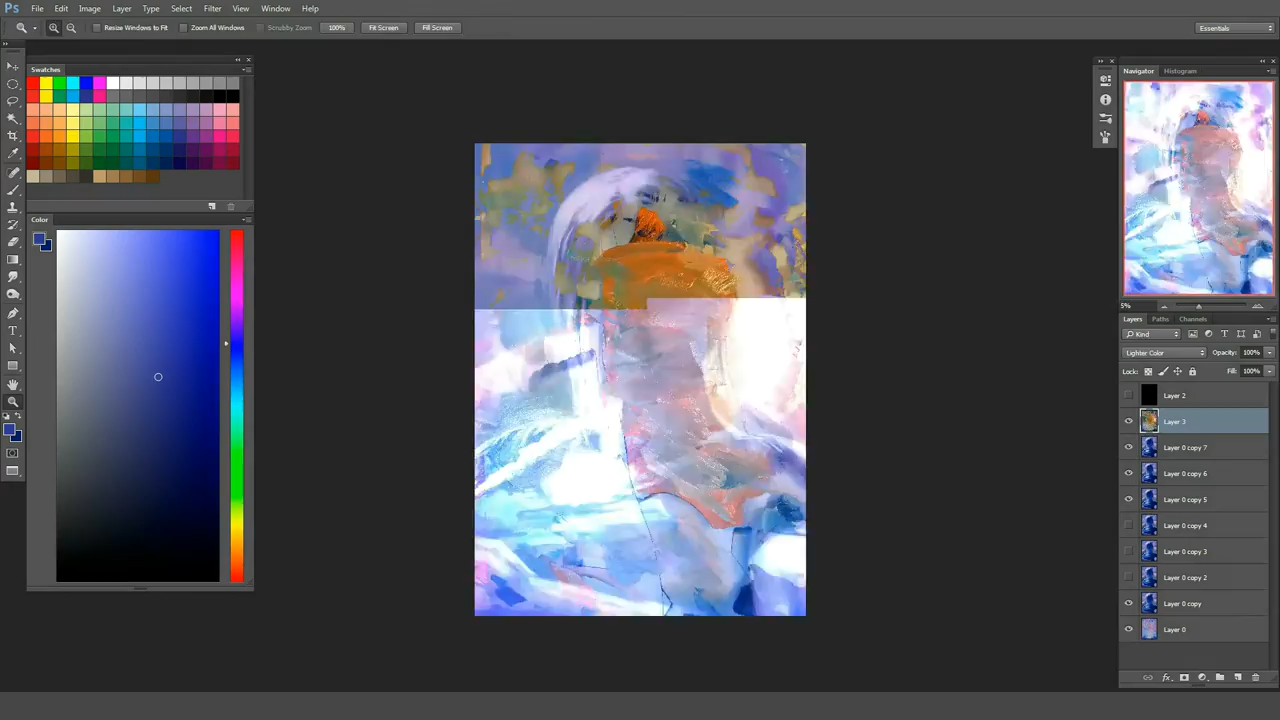 Ps File Edit Image Layer Type Select Filter View Window Help
Resize Windows to Fit Zoom All Windows Scrubby Zoom 100% Fit Screen Fill Screen Essentials
Swatches
Color
Navigator Histogram
5%
Layers Paths Channels
Kind
Lighter Color Opacity: 100%
Lock: Fill: 100%
Layer 2
Layer 3
Layer 0 copy 7
Layer 0 copy 6
Layer 0 copy 5
Layer 0 copy 4
Layer 0 copy 3
Layer 0 copy 2
Layer 0 copy
Layer 0
fx